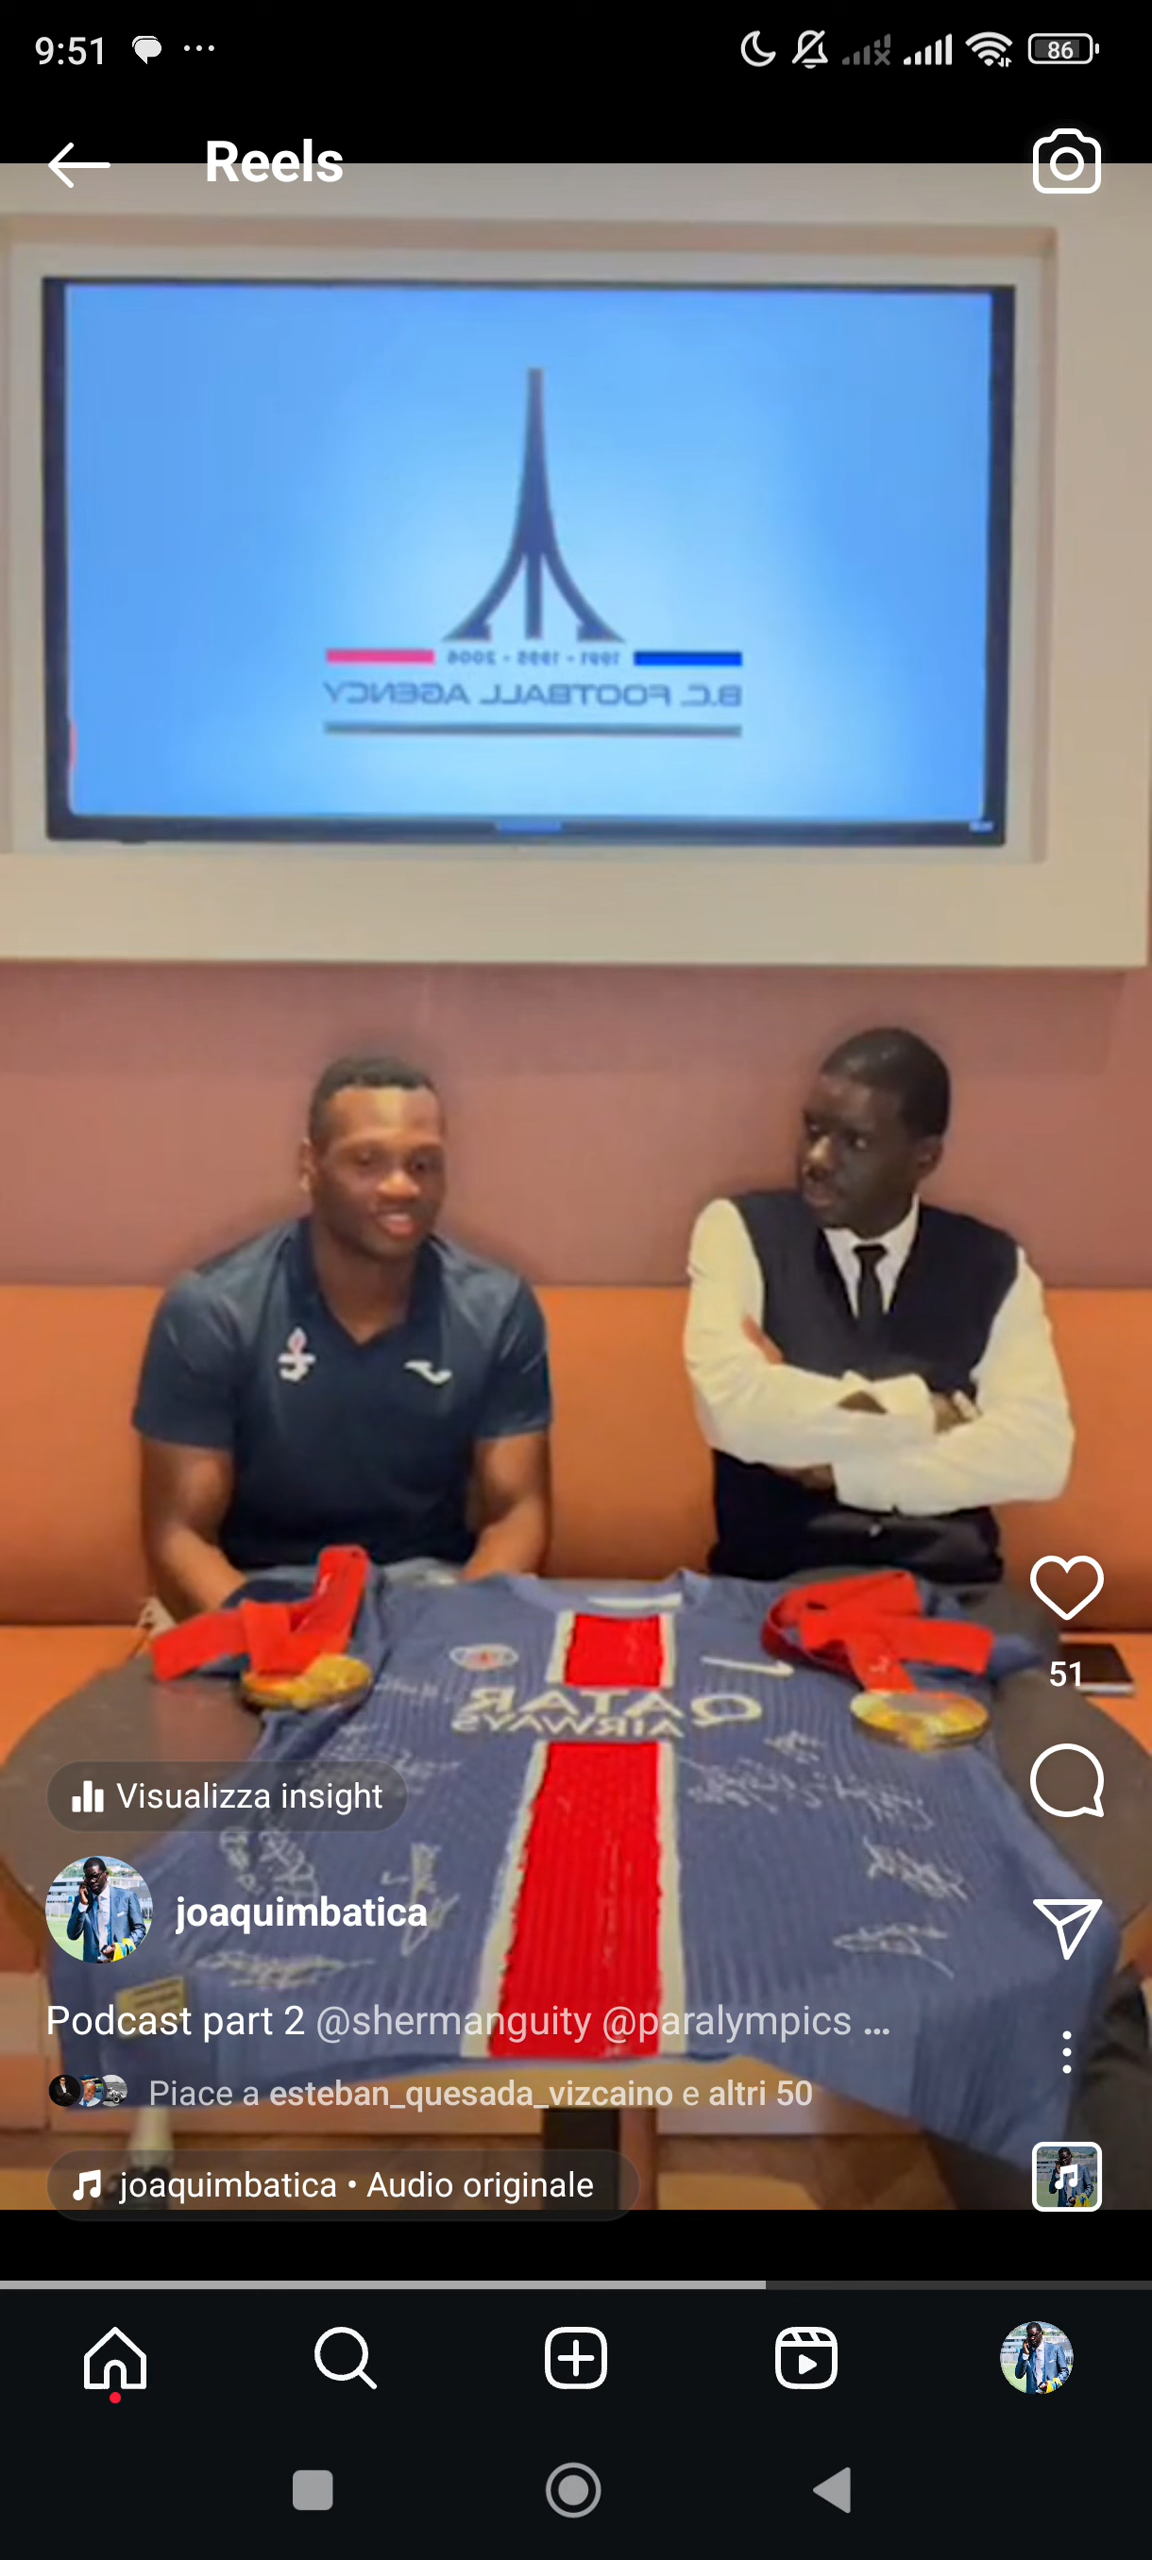 9:51
86
Reels
1991 - 1995 - 2006
B.C. FOOTBALL AGENCY
QATAR
AIRWAYS
51
Visualizza insight
joaquimbatica
Podcast part 2 @shermanguity @paralympics ...
Piace a esteban_quesada_vizcaino e altri 50
joaquimbatica • Audio originale